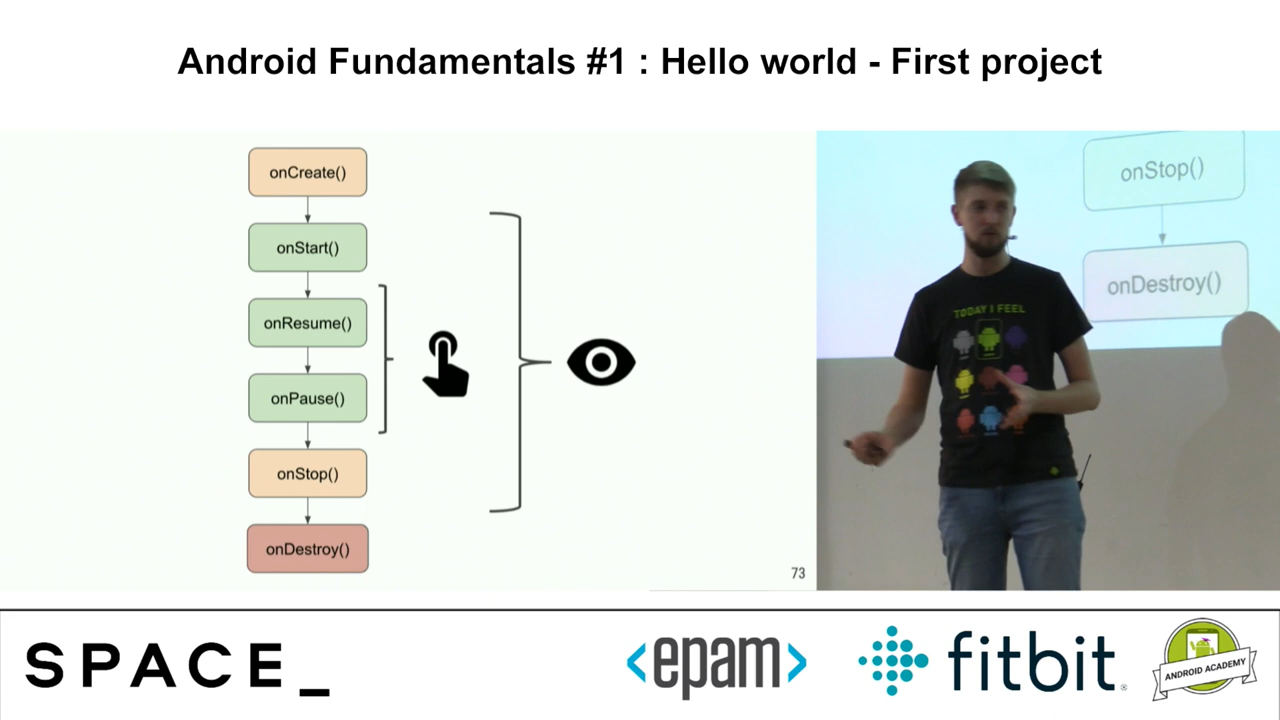 Android Fundamentals #1 : Hello world - First project
onCreate()
onStart()
onResume()
onPause()
onStop()
onDestroy()
73
onStop()
onDestroy()
TODAY I FEEL
SPACE_
<epam>
fitbit®
ANDROID ACADEMY